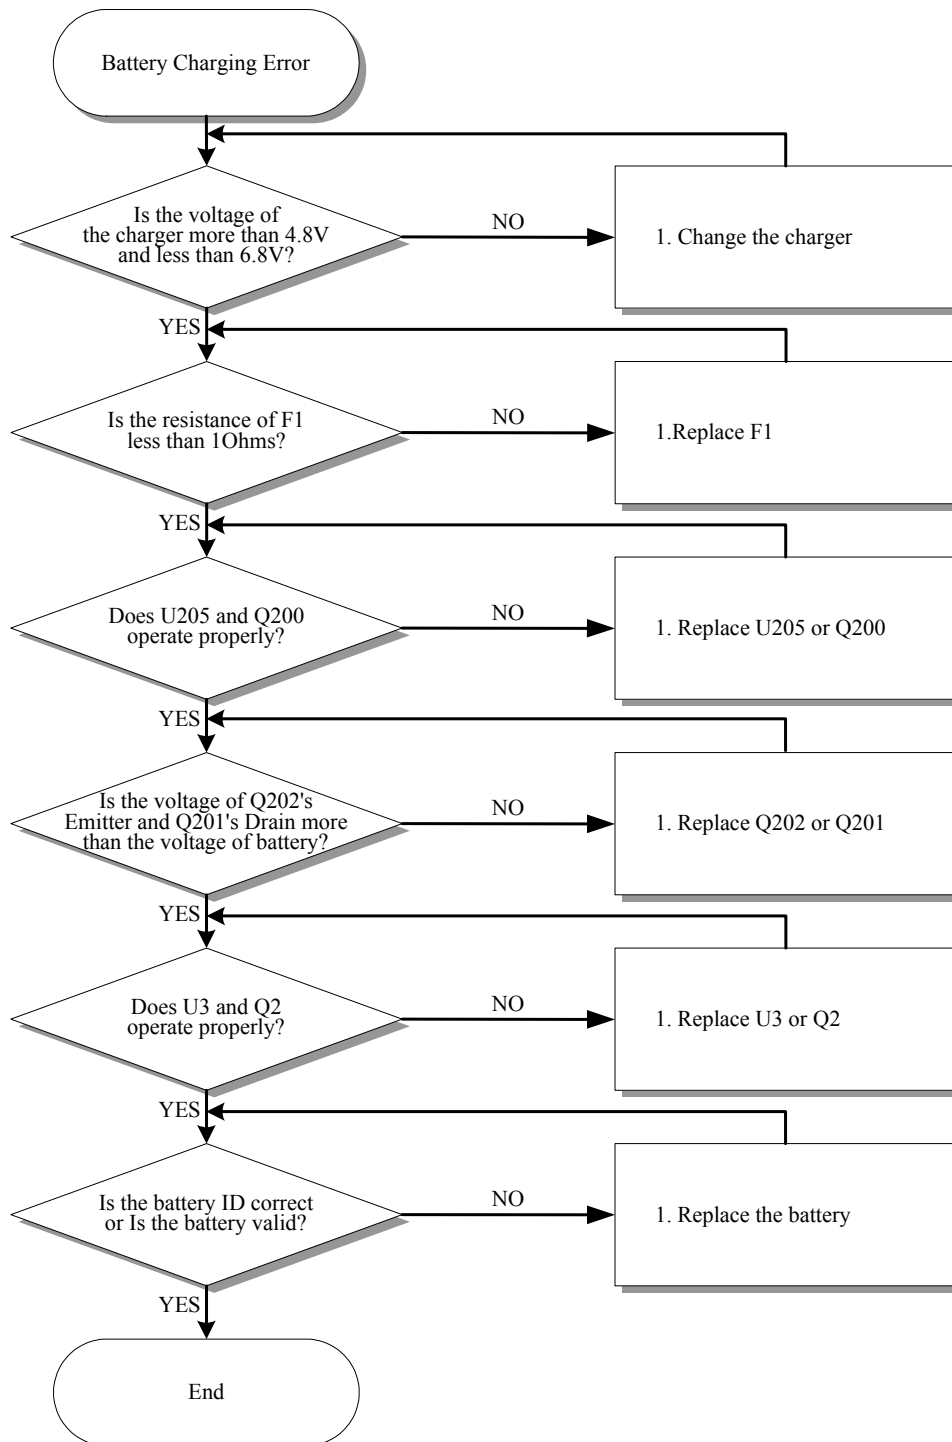 Battery Charging Error
Is the voltage of
the charger more than 4.8V
and less than 6.8V?
NO
1. Change the charger
YES
Is the resistance of F1
less than 1Ohms?
NO
1.Replace F1
YES
Does U205 and Q200
operate properly?
NO
1. Replace U205 or Q200
YES
Is the voltage of Q202's
Emitter and Q201's Drain more
than the voltage of battery?
NO
1. Replace Q202 or Q201
YES
Does U3 and Q2
operate properly?
NO
1. Replace U3 or Q2
YES
Is the battery ID correct
or Is the battery valid?
NO
1. Replace the battery
YES
End